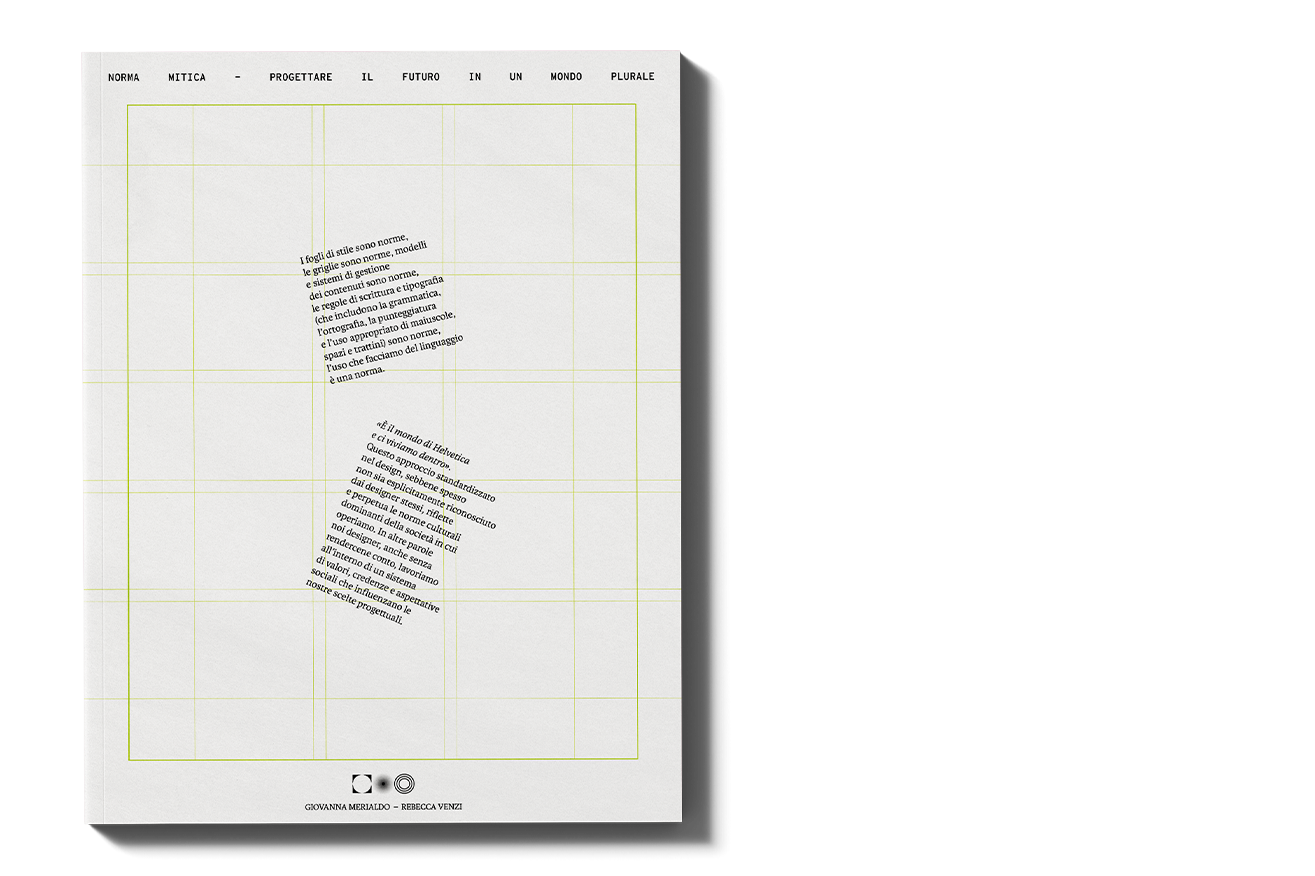 NORMA MITICA – PROGETTARE IL FUTURO IN UN MONDO PLURALE
I fogli di stile sono norme,
le griglie sono norme, modelli
e sistemi di gestione
dei contenuti sono norme,
le regole di scrittura e tipografia
(che includono la grammatica,
l'ortografia, la punteggiatura
e l'uso appropriato di maiuscole,
spazi e trattini) sono norme,
l'uso che facciamo del linguaggio
è una norma.
«È il mondo di Helvetica
e ci viviamo dentro».
Questo approccio standardizzato
nel design, sebbene spesso
non sia esplicitamente riconosciuto
dai designer stessi, riflette
e perpetua le norme culturali
dominanti della società in cui
operiamo. In altre parole
noi designer, anche senza
rendercene conto, lavoriamo
all'interno di un sistema
di valori, credenze e aspettative
sociali che influenzano le
nostre scelte progettuali.
GIOVANNA MERIALDO – REBECCA VENZI